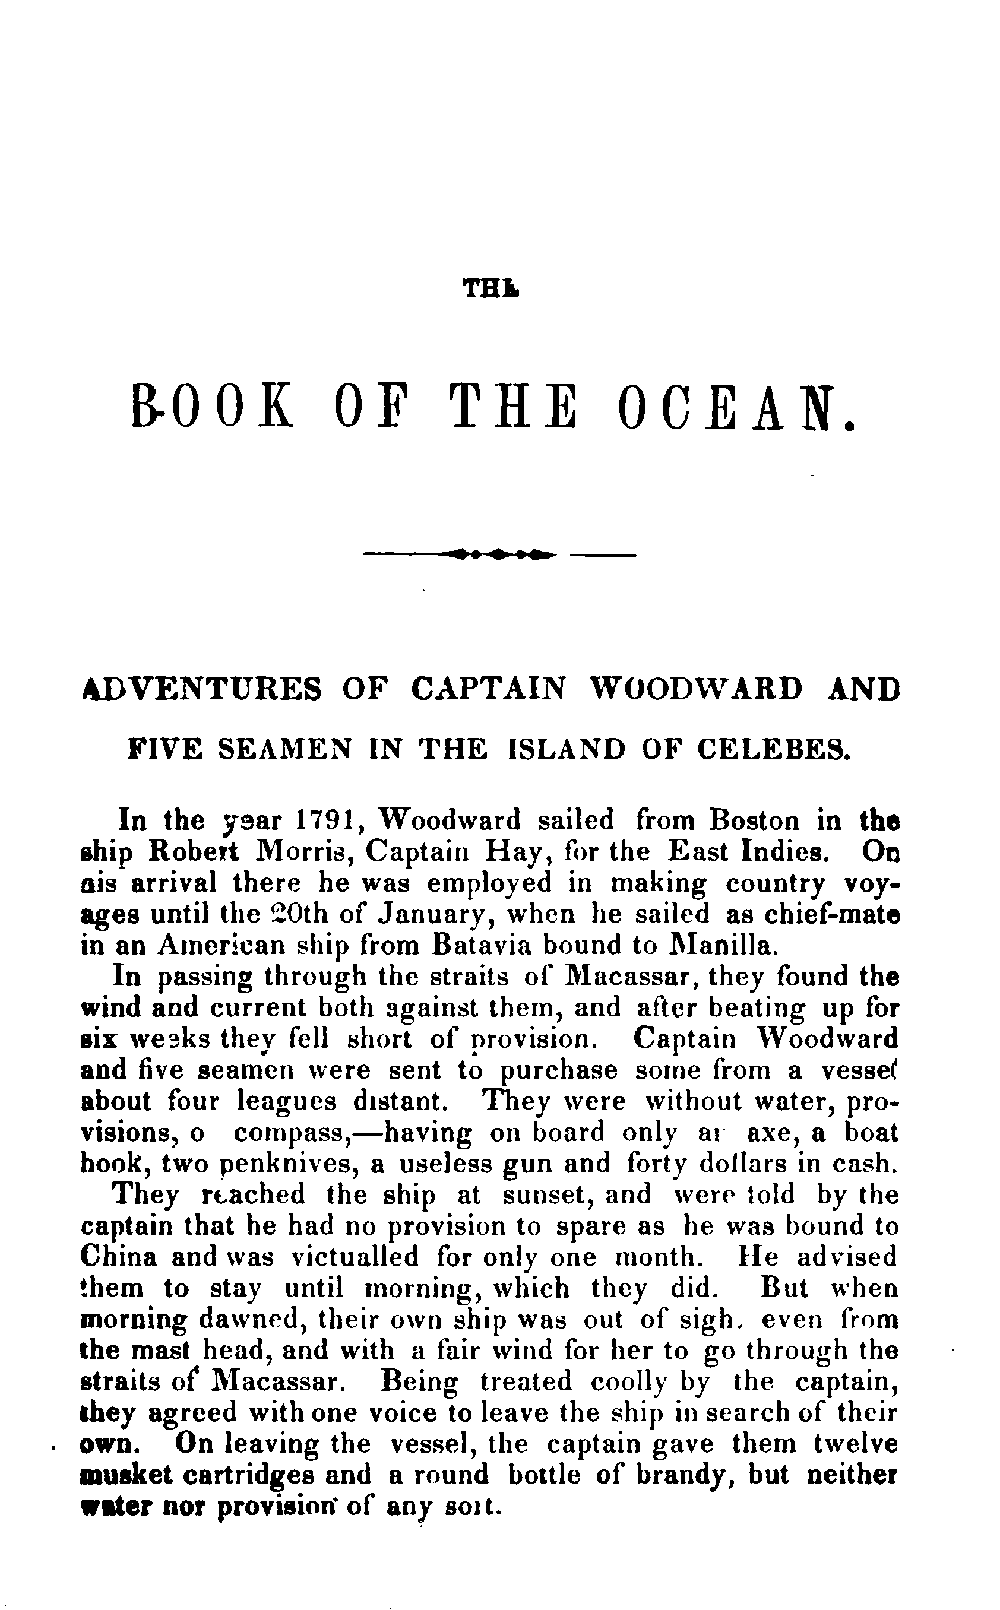 THE
BOOK OF THE OCEAN.
ADVENTURES OF CAPTAIN WOODWARD AND
FIVE SEAMEN IN THE ISLAND OF CELEBES.
In the year 1791, Woodward sailed from Boston in the
ship Robert Morris, Captain Hay, for the East Indies. On
his arrival there he was employed in making country voy-
ages until the 20th of January, when he sailed as chief-mate
in an American ship from Batavia bound to Manilla.
In passing through the straits of Macassar, they found the
wind and current both against them, and after beating up for
six weeks they fell short of provision. Captain Woodward
and five seamen were sent to purchase some from a vessel
about four leagues distant. They were without water, pro-
visions, o compass,—having on board only an axe, a boat
hook, two penknives, a useless gun and forty dollars in cash.
They reached the ship at sunset, and were told by the
captain that he had no provision to spare as he was bound to
China and was victualled for only one month. He advised
them to stay until morning, which they did. But when
morning dawned, their own ship was out of sigh. even from
the mast head, and with a fair wind for her to go through the
straits of Macassar. Being treated coolly by the captain,
they agreed with one voice to leave the ship in search of their
own. On leaving the vessel, the captain gave them twelve
musket cartridges and a round bottle of brandy, but neither
water nor provision of any sort.